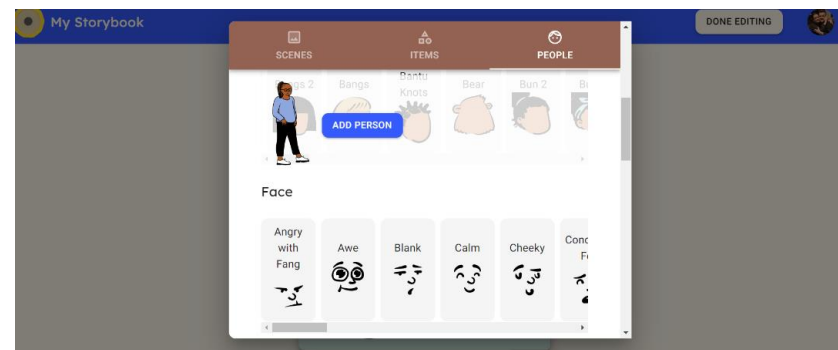 My Storybook
DONE EDITING
SCENES
ITEMS
PEOPLE
Bangs 2
Bangs
Bantu
Knots
Bear
Bun 2
ADD PERSON
Face
Angry
with
Fang
Awe
Blank
Calm
Cheeky
Conc
F